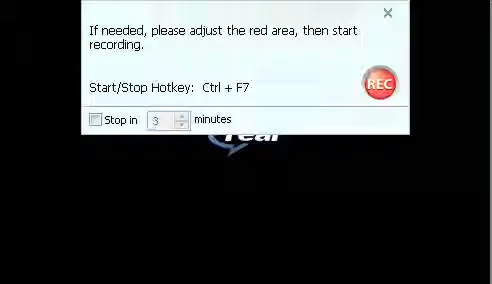 If needed, please adjust the red area, then start
recording.
Start/Stop Hotkey: Ctrl + F7
REC
Stop in 3 minutes
real